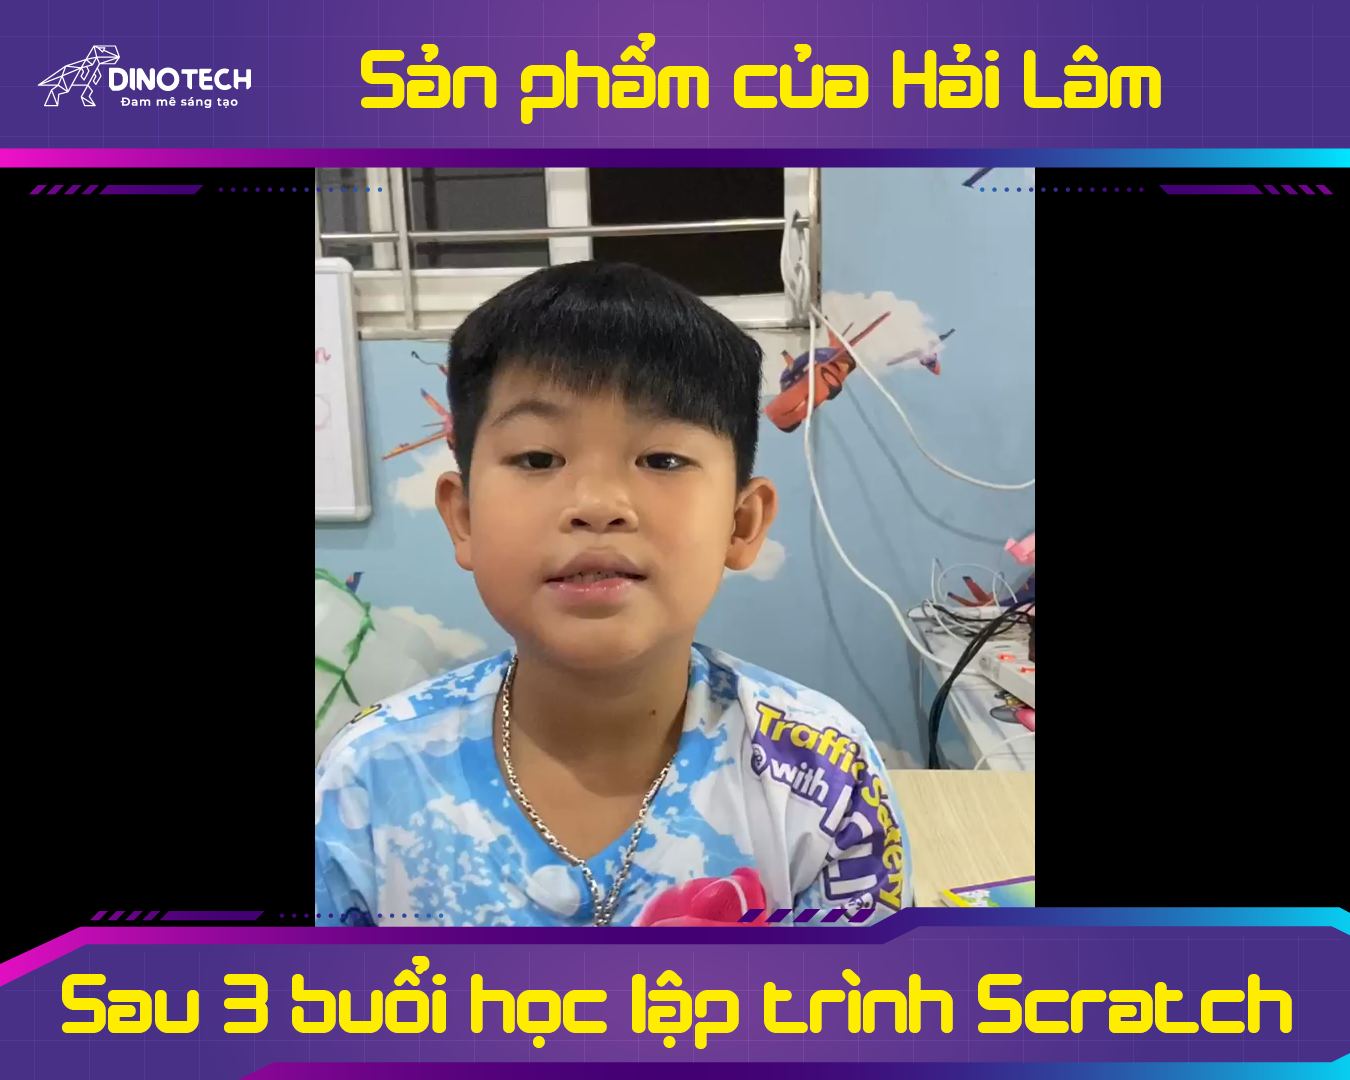 DINOTECH
Đam mê sáng tạo
Sản phẩm của Hải Lâm
Traffic Safety
with
Sau 3 buổi học lập trình Scratch